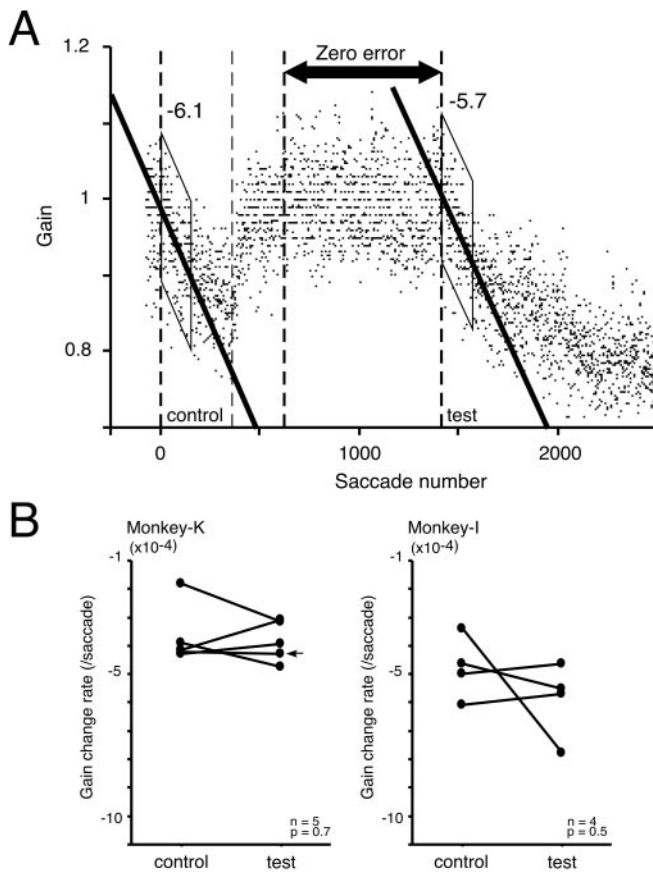 A
1.2
1
0.8
Gain
Zero error
-6.1
-5.7
control
test
0
1000
2000
Saccade number
B
Monkey-K
(x10-4)
-1
-5
-10
Gain change rate (/saccade)
n = 5
p = 0.7
control
test
Monkey-I
(x10-4)
-1
-5
-10
Gain change rate (/saccade)
n = 4
p = 0.5
control
test